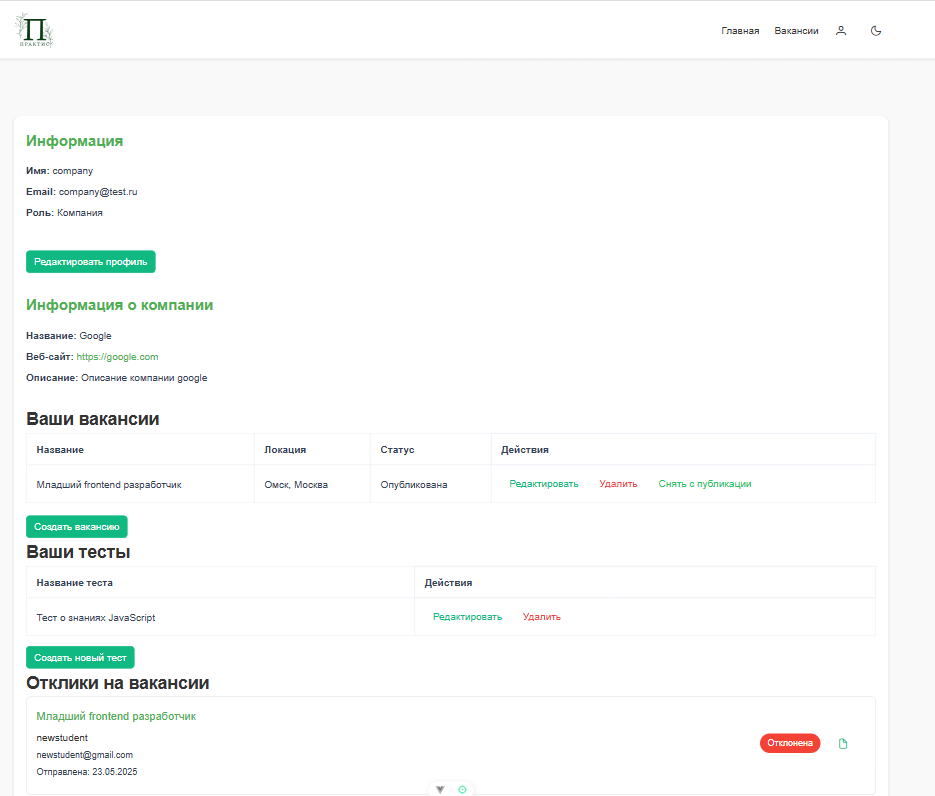 П
ПРАКТИС
Главная Вакансии
Информация
Имя: company
Email: company@test.ru
Роль: Компания
Редактировать профиль
Информация о компании
Название: Google
Веб-сайт: https://google.com
Описание: Описание компании google
Ваши вакансии
Название Локация Статус Действия
Младший frontend разработчик Омск, Москва Опубликована Редактировать Удалить Снять с публикации
Создать вакансию
Ваши тесты
Название теста Действия
Тест о знаниях JavaScript Редактировать Удалить
Создать новый тест
Отклики на вакансии
Младший frontend разработчик
newstudent
newstudent@gmail.com
Отклонена
Отправлена: 23.05.2025